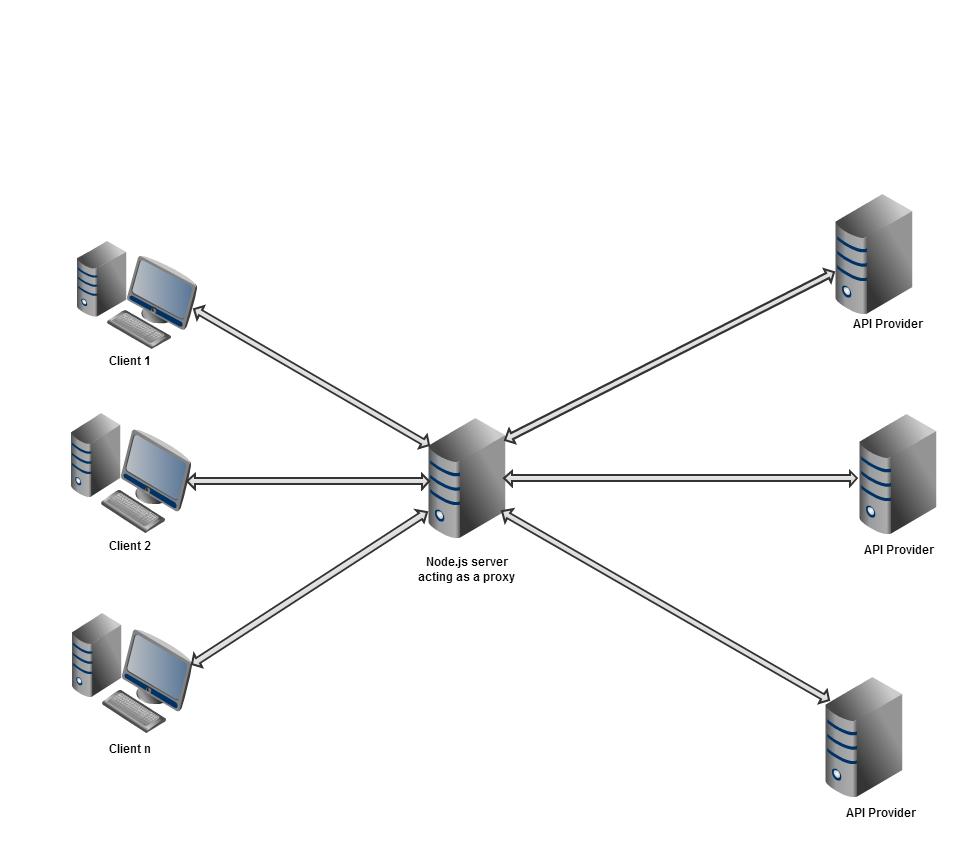 Client 1
Client 2
Client n
Node.js server
acting as a proxy
API Provider
API Provider
API Provider